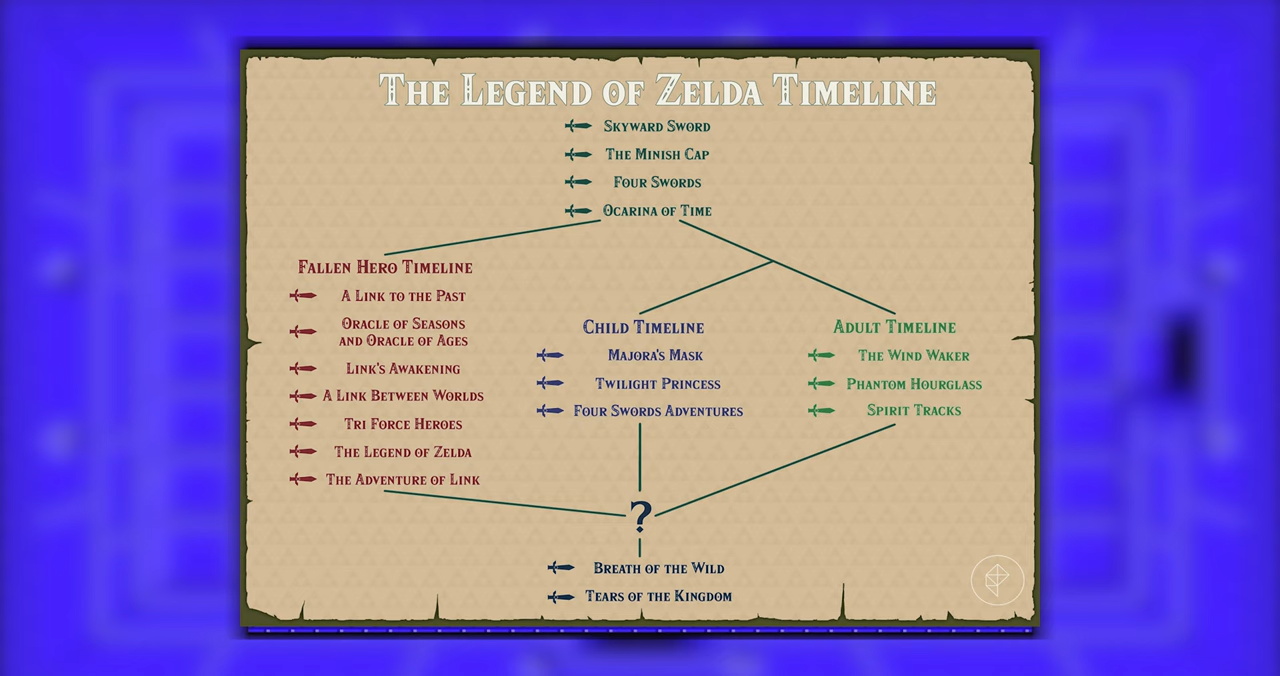 The Legend of Zelda Timeline
Skyward Sword
The Minish Cap
Four Swords
Ocarina of Time
Fallen Hero Timeline
A Link to the Past
Oracle of Seasons
and Oracle of Ages
Link's Awakening
A Link Between Worlds
Tri Force Heroes
The Legend of Zelda
The Adventure of Link
Child Timeline
Majora's Mask
Twilight Princess
Four Swords Adventures
Adult Timeline
The Wind Waker
Phantom Hourglass
Spirit Tracks
?
Breath of the Wild
Tears of the Kingdom